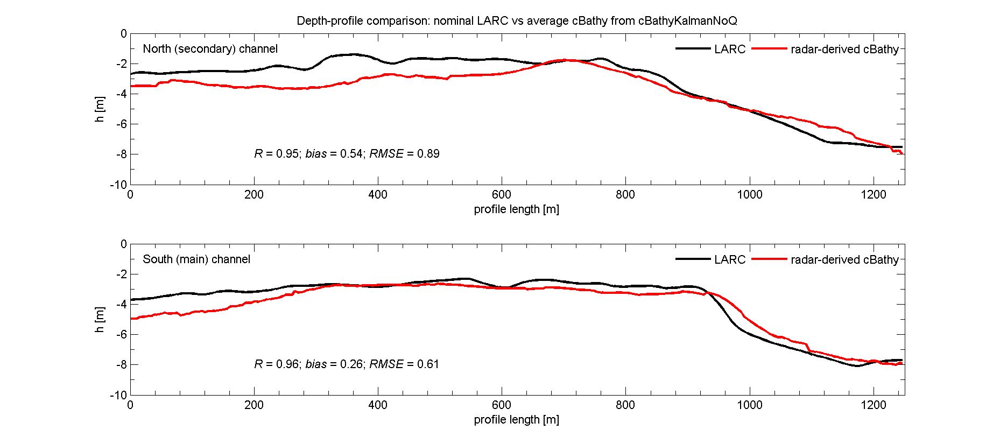 Depth-profile comparison: nominal LARC vs average cBathy from cBathyKalmanNoQ
0
North (secondary) channel LARC radar-derived cBathy
-2
-4
h [m]
-6
R = 0.95; bias = 0.54; RMSE = 0.89
-8
-10
0 200 400 600 800 1000 1200
profile length [m]
0
South (main) channel LARC radar-derived cBathy
-2
-4
h [m]
-6
R = 0.96; bias = 0.26; RMSE = 0.61
-8
-10
0 200 400 600 800 1000 1200
profile length [m]